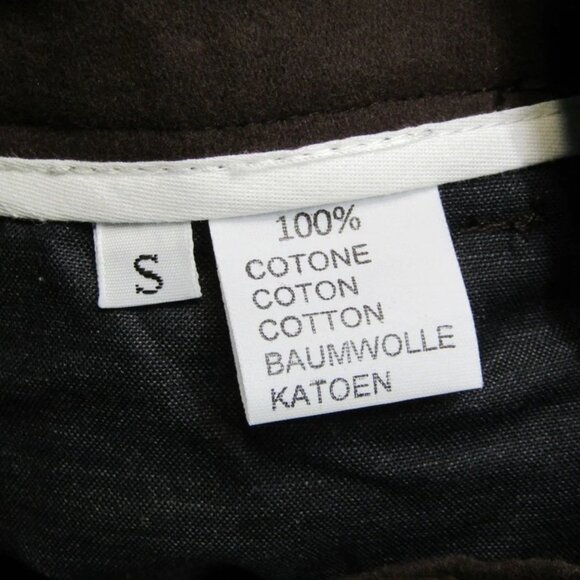 S
100%
COTONE
COTON
COTTON
BAUMWOLLE
KATOEN